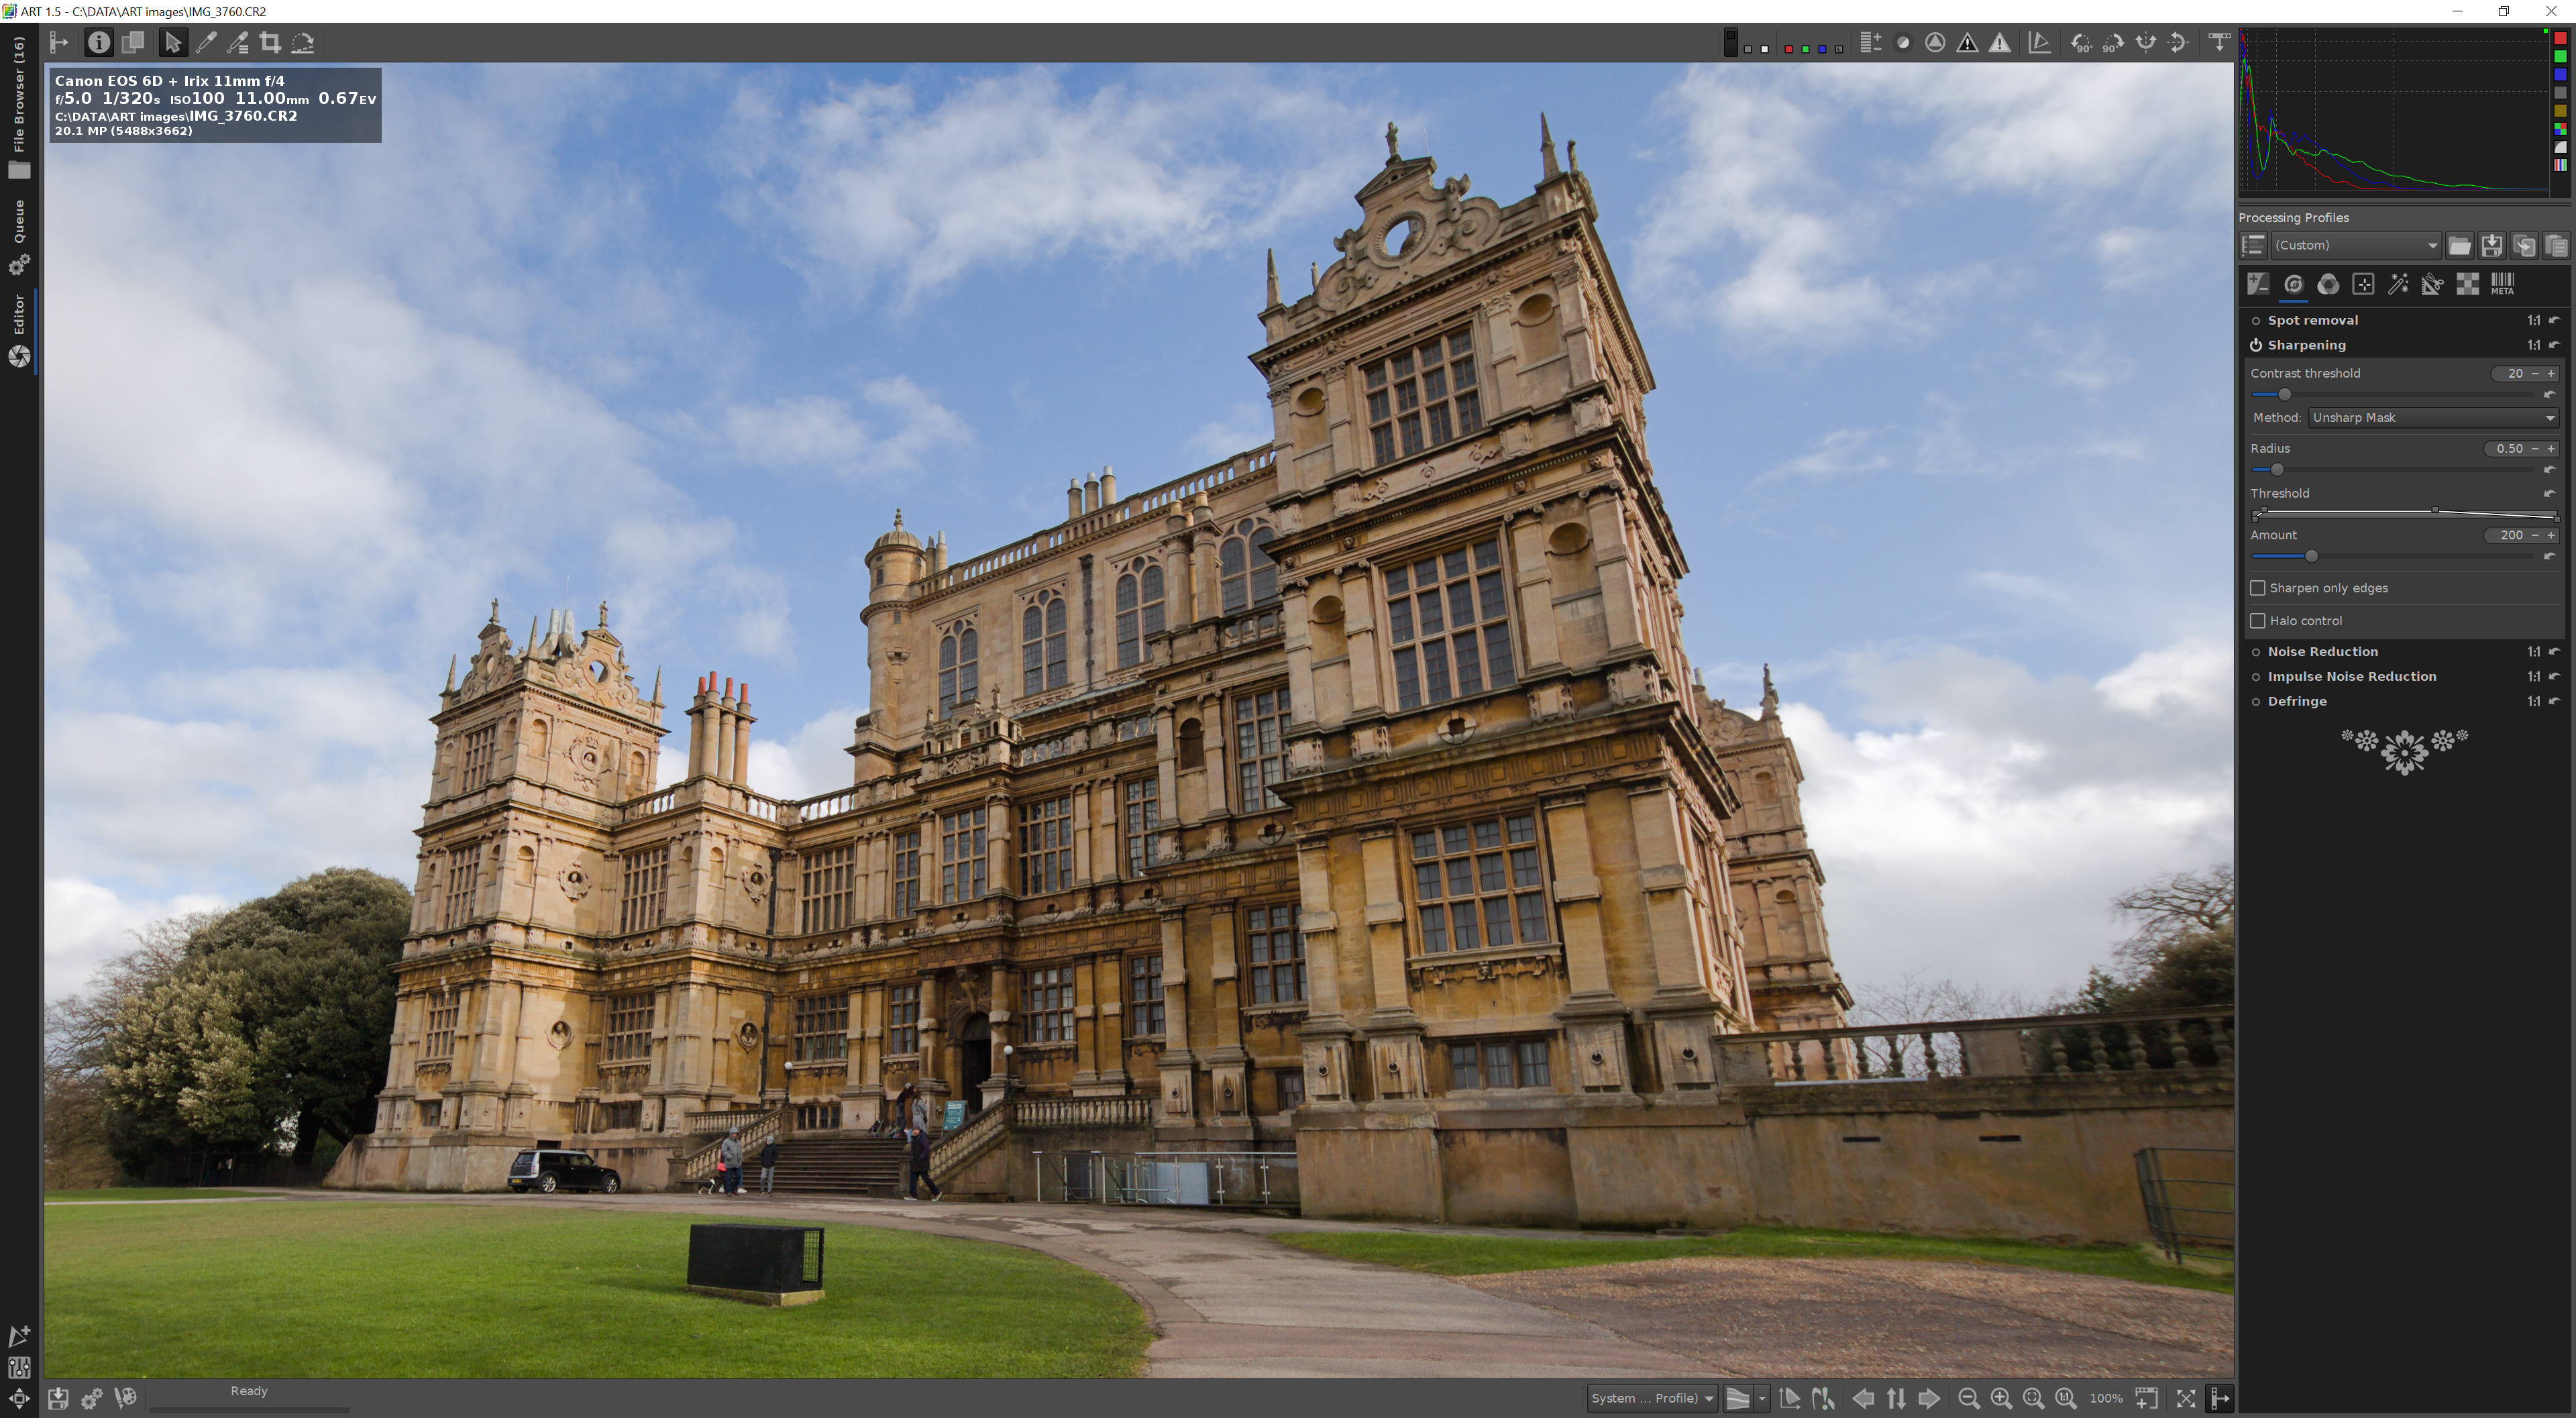 ART 1.5 - C:\DATA\ART images\IMG_3760.CR2
File Browser (16)
Queue
Editor
Canon EOS 6D + Irix 11mm f/4
f/5.0 1/320s ISO100 11.00mm 0.67EV
C:\DATA\ART images\IMG_3760.CR2
20.1 MP (5488x3662)
90°
90°
Processing Profiles
(Custom)
META
Spot removal 1:1
Sharpening 1:1
Contrast threshold 20 - +
Method: Unsharp Mask
Radius 0.50 - +
Threshold
Amount 200 - +
Sharpen only edges
Halo control
Noise Reduction 1:1
Impulse Noise Reduction 1:1
Defringe 1:1
Ready
System ... Profile)
1:1
100%